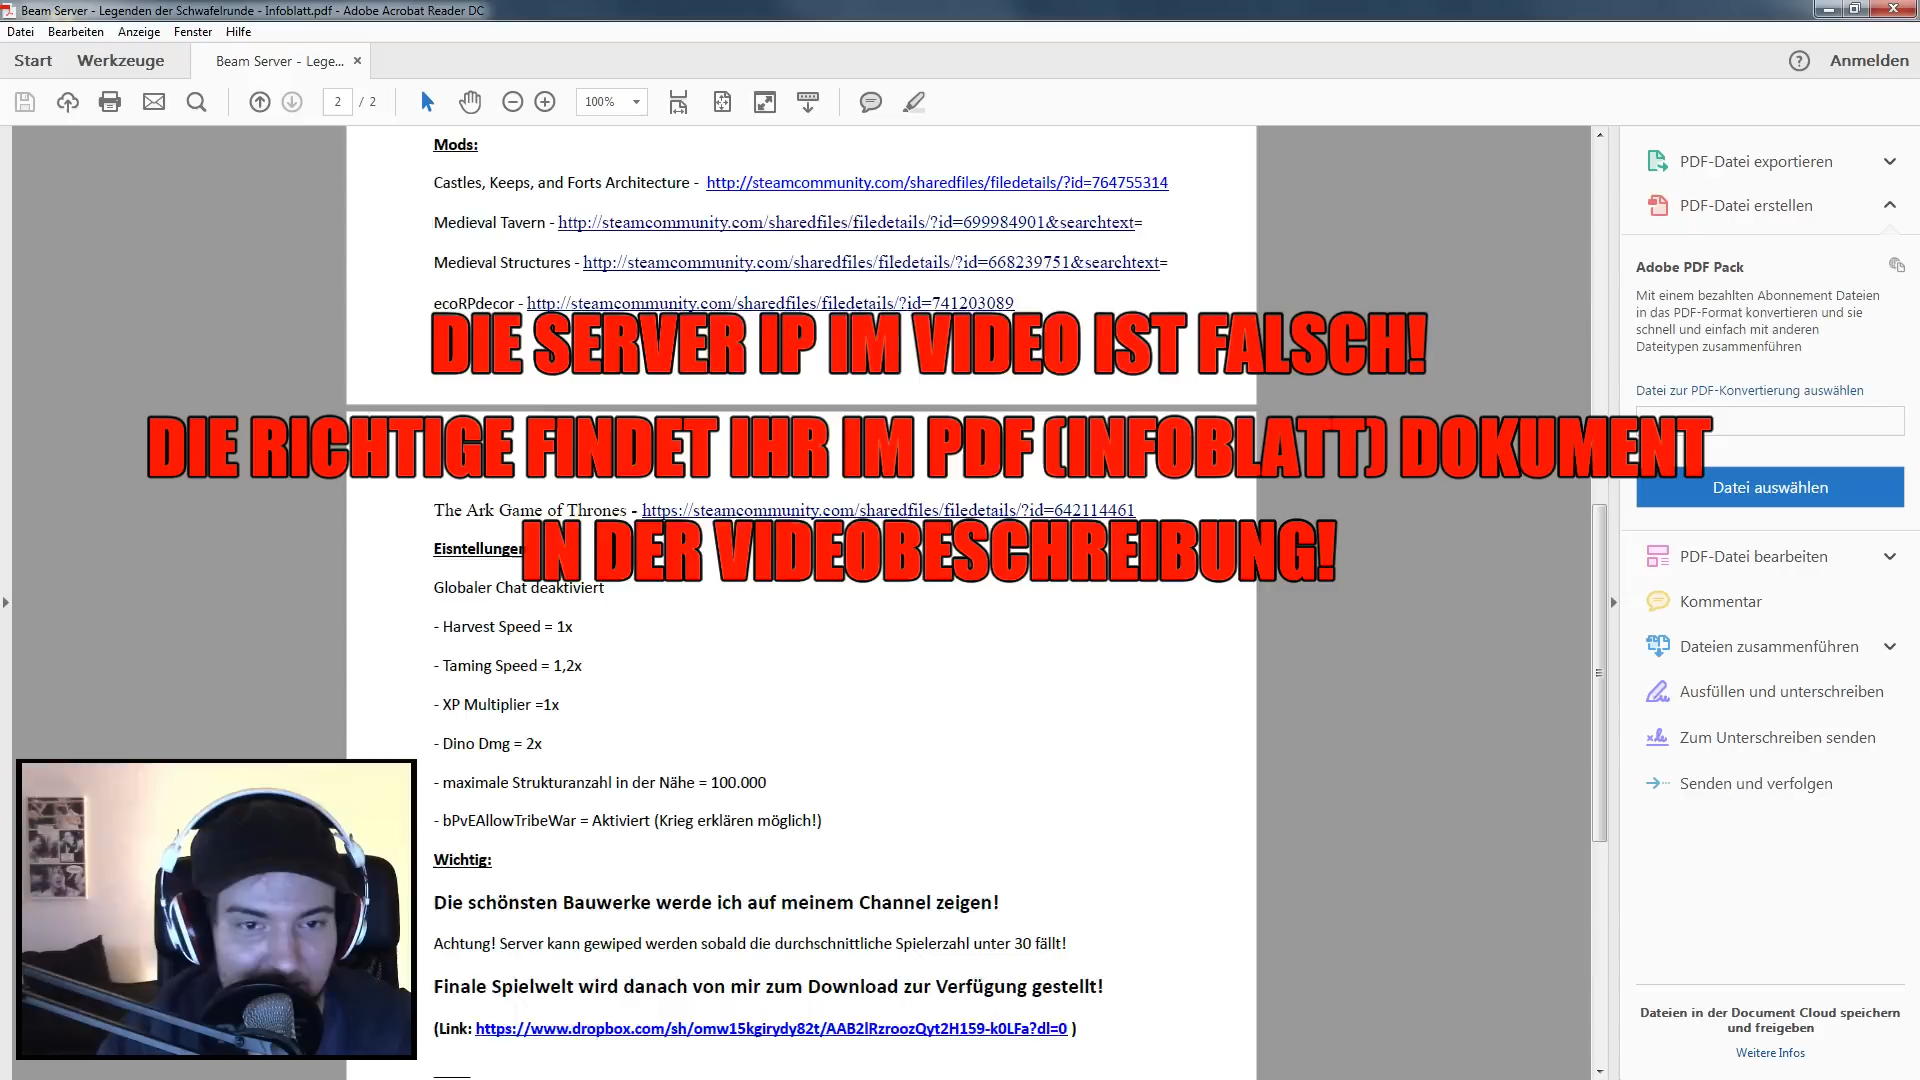 Beam Server - Legenden der Schwafelrunde - Infoblatt.pdf - Adobe Acrobat Reader DC
Datei Bearbeiten Anzeige Fenster Hilfe
Start Werkzeuge Beam Server - Lege... Anmelden
2 / 2 100%
Mods:
Castles, Keeps, and Forts Architecture - http://steamcommunity.com/sharedfiles/filedetails/?id=764755314
Medieval Tavern - http://steamcommunity.com/sharedfiles/filedetails/?id=699984901&searchtext=
Medieval Structures - http://steamcommunity.com/sharedfiles/filedetails/?id=668239751&searchtext=
ecoRPdecor - http://steamcommunity.com/sharedfiles/filedetails/?id=741203089
DIE SERVER IP IM VIDEO IST FALSCH!
DIE RICHTIGE FINDET IHR IM PDF (INFOBLATT) DOKUMENT
IN DER VIDEOBESCHREIBUNG!
The Ark Game of Thrones - https://steamcommunity.com/sharedfiles/filedetails/?id=642114461
Eisntellungen
Globaler Chat deaktiviert
- Harvest Speed = 1x
- Taming Speed = 1,2x
- XP Multiplier =1x
- Dino Dmg = 2x
- maximale Strukturanzahl in der Nähe = 100.000
- bPvEAllowTribeWar = Aktiviert (Krieg erklären möglich!)
Wichtig:
Die schönsten Bauwerke werde ich auf meinem Channel zeigen!
Achtung! Server kann gewiped werden sobald die durchschnittliche Spielerzahl unter 30 fällt!
Finale Spielwelt wird danach von mir zum Download zur Verfügung gestellt!
(Link: https://www.dropbox.com/sh/omw15kgirydy82t/AAB2lRzroozQyt2H159-k0LFa?dl=0 )
PDF-Datei exportieren
PDF-Datei erstellen
Adobe PDF Pack
Mit einem bezahlten Abonnement Dateien
in das PDF-Format konvertieren und sie
schnell und einfach mit anderen
Dateitypen zusammenführen
Datei zur PDF-Konvertierung auswählen
Datei auswählen
PDF-Datei bearbeiten
Kommentar
Dateien zusammenführen
Ausfüllen und unterschreiben
Zum Unterschreiben senden
Senden und verfolgen
Dateien in der Document Cloud speichern
und freigeben
Weitere Infos